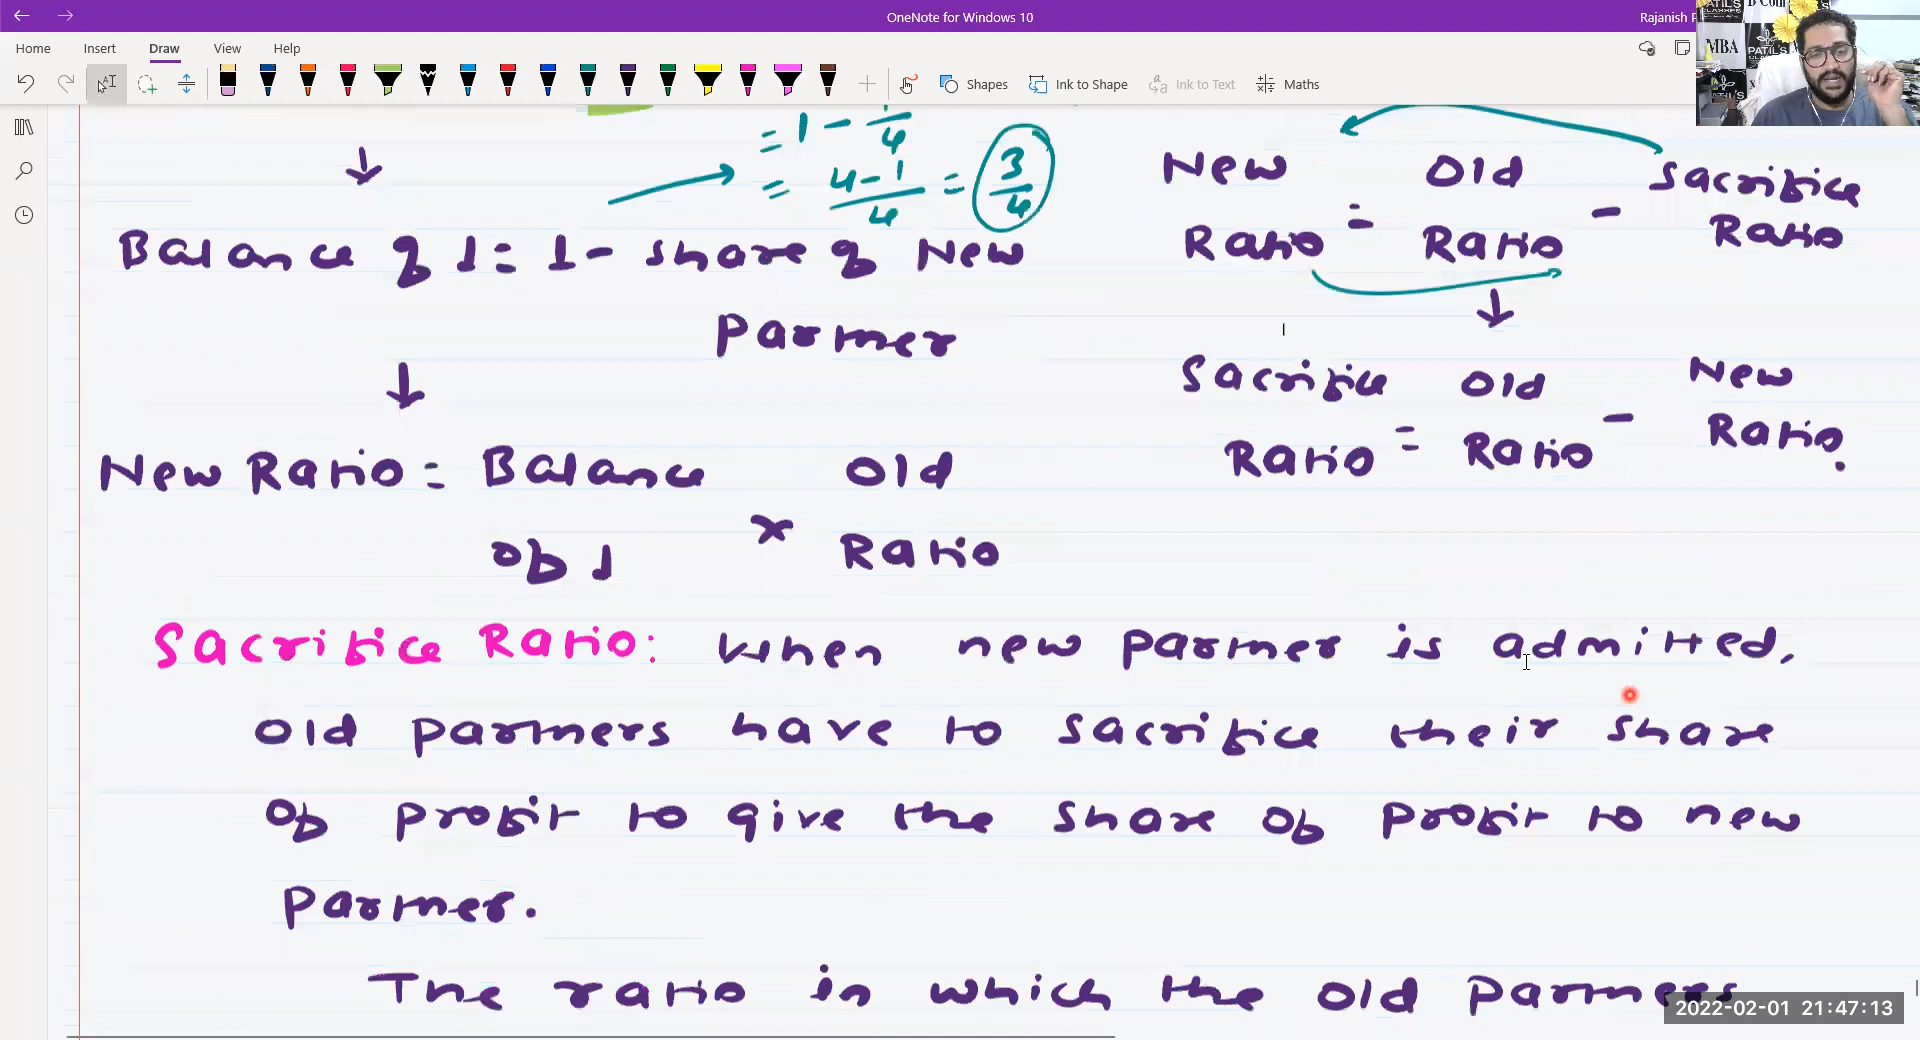 OneNote for Windows 10
Rajanish
Home Insert Draw View Help
Shapes Ink to Shape Ink to Text Maths
B Com
MBA
PATIL'S
= 1 - 1/4
= 4-1/4 = 3/4
Balance of 1 = 1 - share of New
Partner
New Ratio = Balance of 1 x Old Ratio
New Ratio = Old Ratio - Sacrifice Ratio
Sacrifice Ratio = Old Ratio - New Ratio.
Sacrifice Ratio: When new partner is admitted,
Old partners have to sacrifice their share
of profit to give the share of profit to new
Partner.
The ratio in which the old partners
2022-02-01 21:47:13